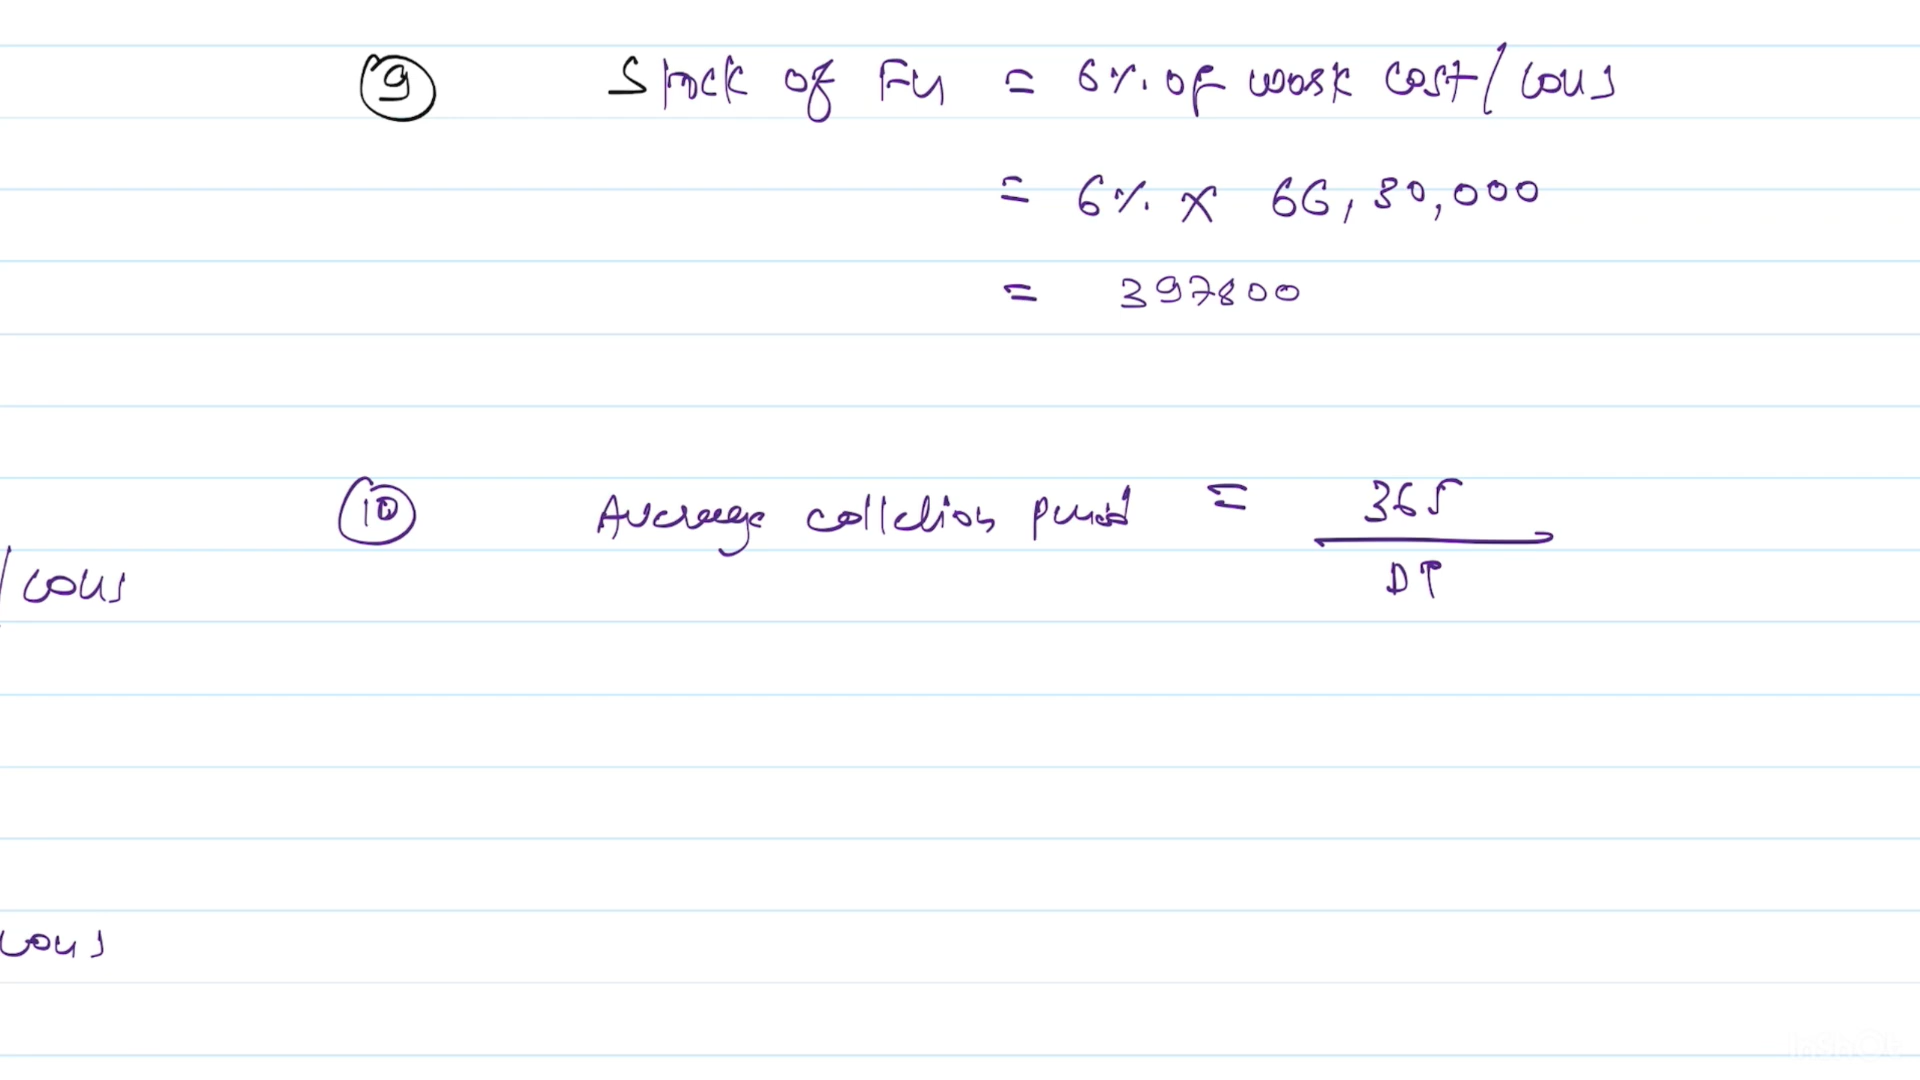 9 Stock of FG = 6% of work cost/COGS
= 6% x 66,30,000
= 397800
10 Average collection period = 365
DT
/COGS
COGS